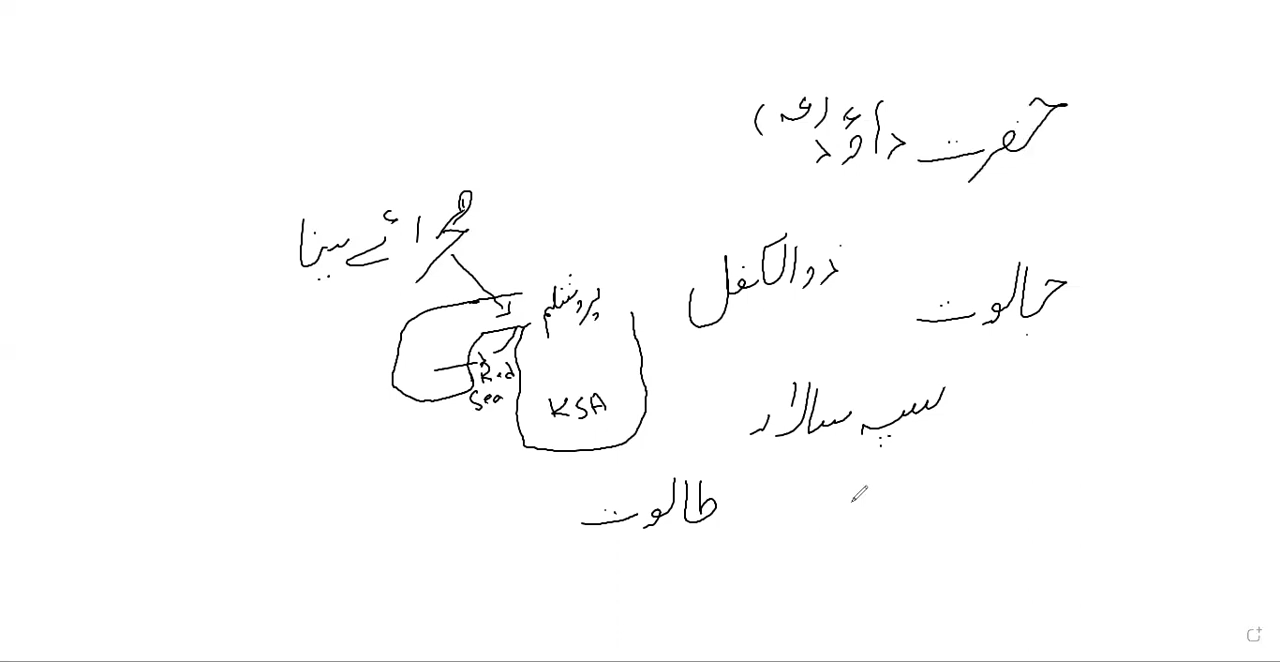 حضرت داؤد (ع)
صحرائے سینا
ذوالکفل
جالوت
یروشلم
Red
Sea
KSA
سپہ سالار
طالوت